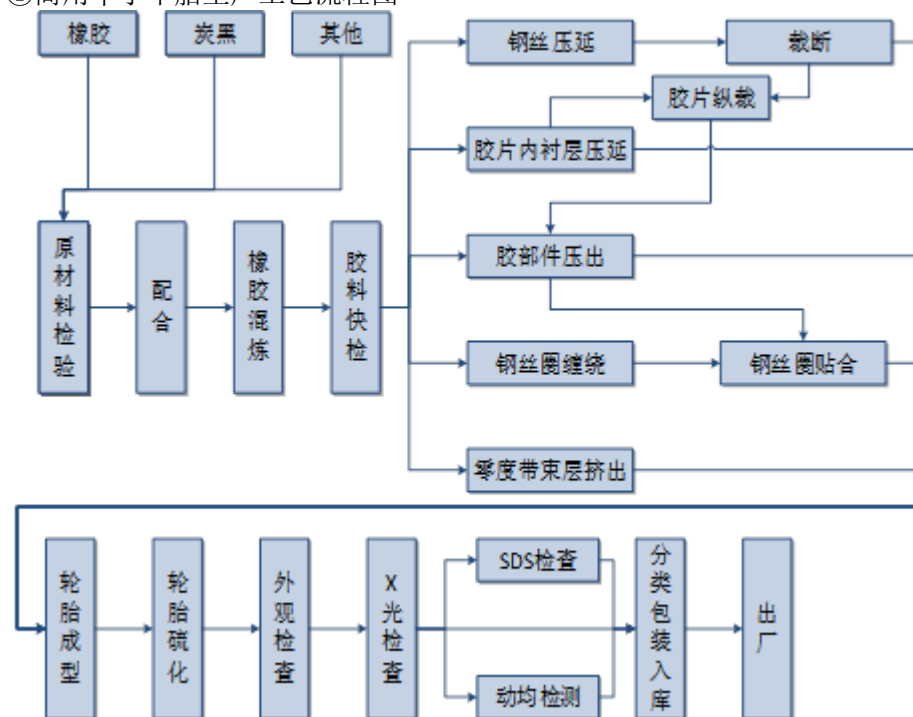 橡胶
炭黑
其他
钢丝压延
裁断
胶片纵裁
胶片内衬层压延
原材料检验
配合
橡胶混炼
胶料快检
胶部件压出
钢丝圈缠绕
钢丝圈贴合
零度带束层挤出
轮胎成型
轮胎硫化
外观检查
X光检查
SDS检查
动均检测
分类包装入库
出厂